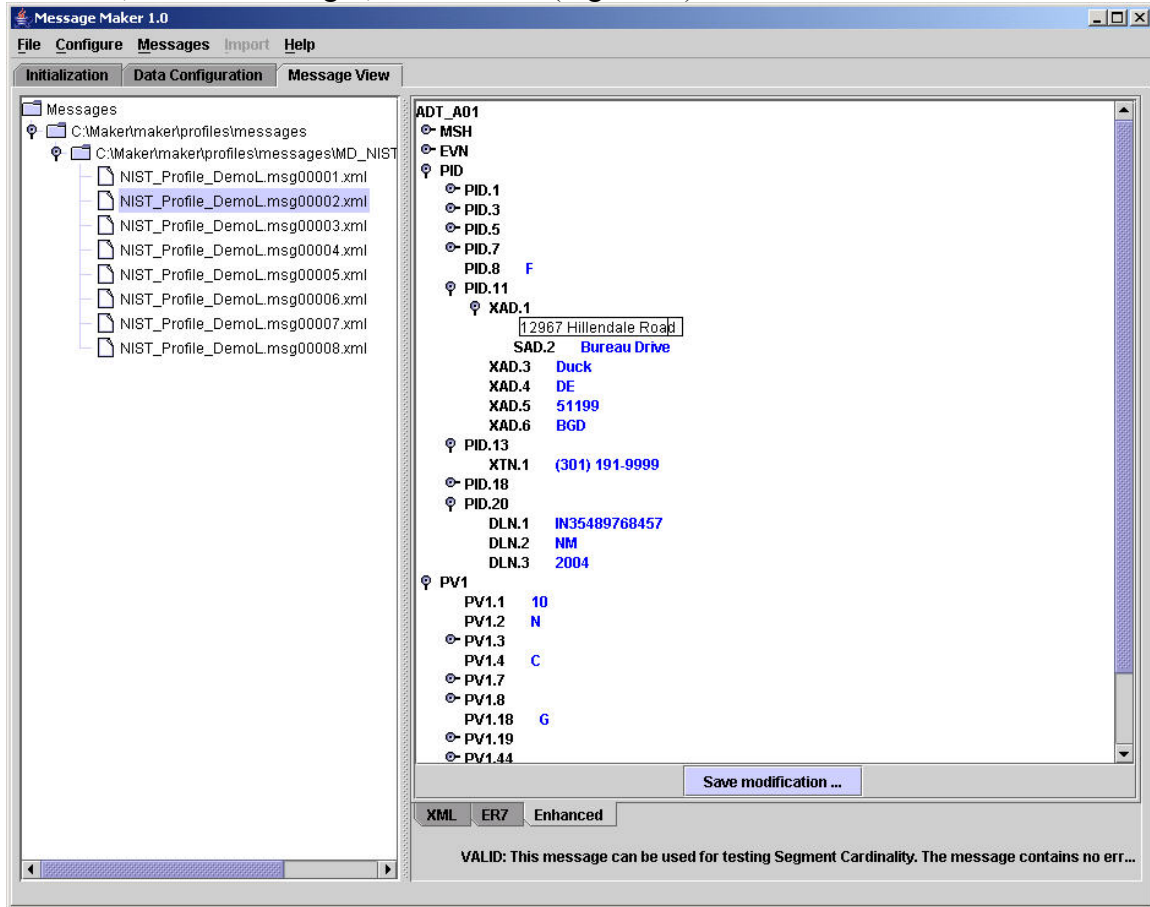 Message Maker 1.0
File Configure Messages Import Help
Initialization Data Configuration Message View
Messages
C:\Maker\maker\profiles\messages
C:\Maker\maker\profiles\messages\MD_NIST
NIST_Profile_DemoL.msg00001.xml
NIST_Profile_DemoL.msg00002.xml
NIST_Profile_DemoL.msg00003.xml
NIST_Profile_DemoL.msg00004.xml
NIST_Profile_DemoL.msg00005.xml
NIST_Profile_DemoL.msg00006.xml
NIST_Profile_DemoL.msg00007.xml
NIST_Profile_DemoL.msg00008.xml
ADT_A01
MSH
EVN
PID
PID.1
PID.3
PID.5
PID.7
PID.8 F
PID.11
XAD.1
12967 Hillendale Road
SAD.2 Bureau Drive
XAD.3 Duck
XAD.4 DE
XAD.5 51199
XAD.6 BGD
PID.13
XTN.1 (301) 191-9999
PID.18
PID.20
DLN.1 IN35489768457
DLN.2 NM
DLN.3 2004
PV1
PV1.1 10
PV1.2 N
PV1.3
PV1.4 C
PV1.7
PV1.8
PV1.18 G
PV1.19
PV1.44
Save modification ...
XML ER7 Enhanced
VALID: This message can be used for testing Segment Cardinality. The message contains no err...